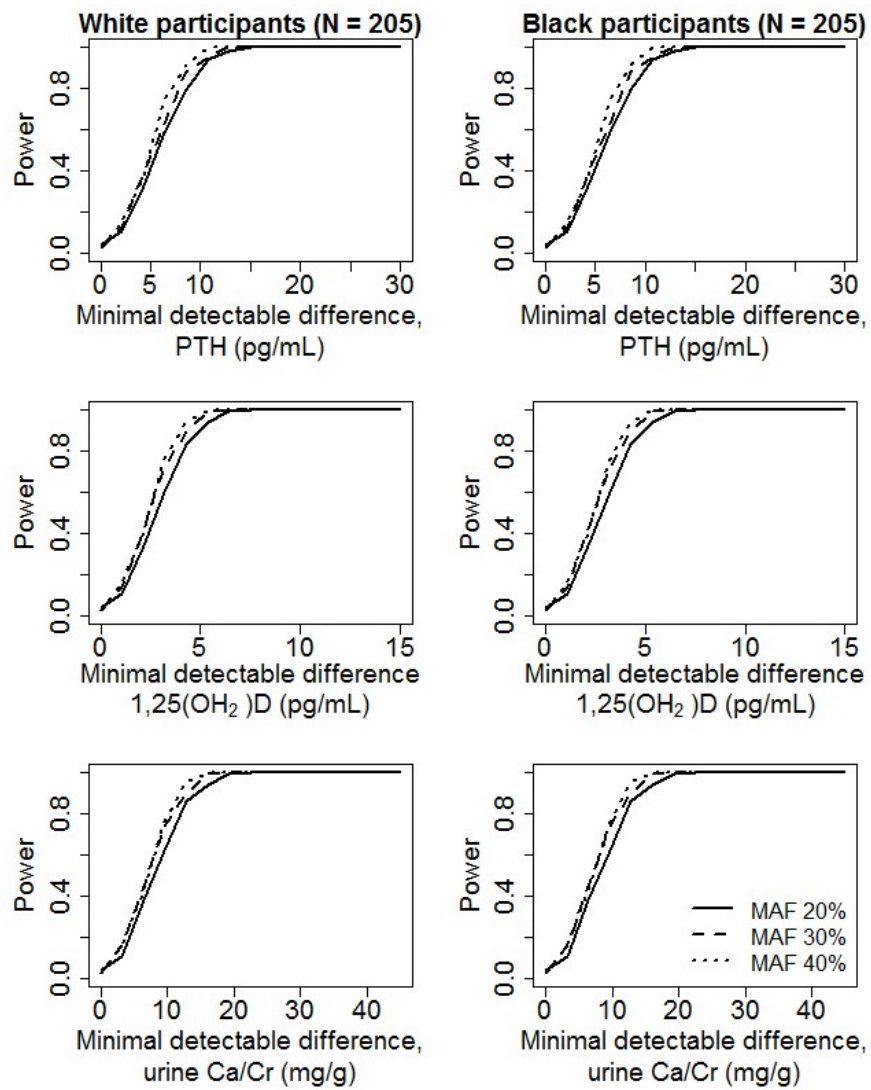 White participants (N = 205)
Black participants (N = 205)
Power
0.0 0.4 0.8
0 5 10 20 30
Minimal detectable difference,
PTH (pg/mL)
Power
0.0 0.4 0.8
0 5 10 20 30
Minimal detectable difference,
PTH (pg/mL)
Power
0.0 0.4 0.8
0 5 10 15
Minimal detectable difference
1,25(OH₂ )D (pg/mL)
Power
0.0 0.4 0.8
0 5 10 15
Minimal detectable difference
1,25(OH₂ )D (pg/mL)
Power
0.0 0.4 0.8
0 10 20 30 40
Minimal detectable difference,
urine Ca/Cr (mg/g)
Power
0.0 0.4 0.8
MAF 20%
MAF 30%
MAF 40%
0 10 20 30 40
Minimal detectable difference,
urine Ca/Cr (mg/g)